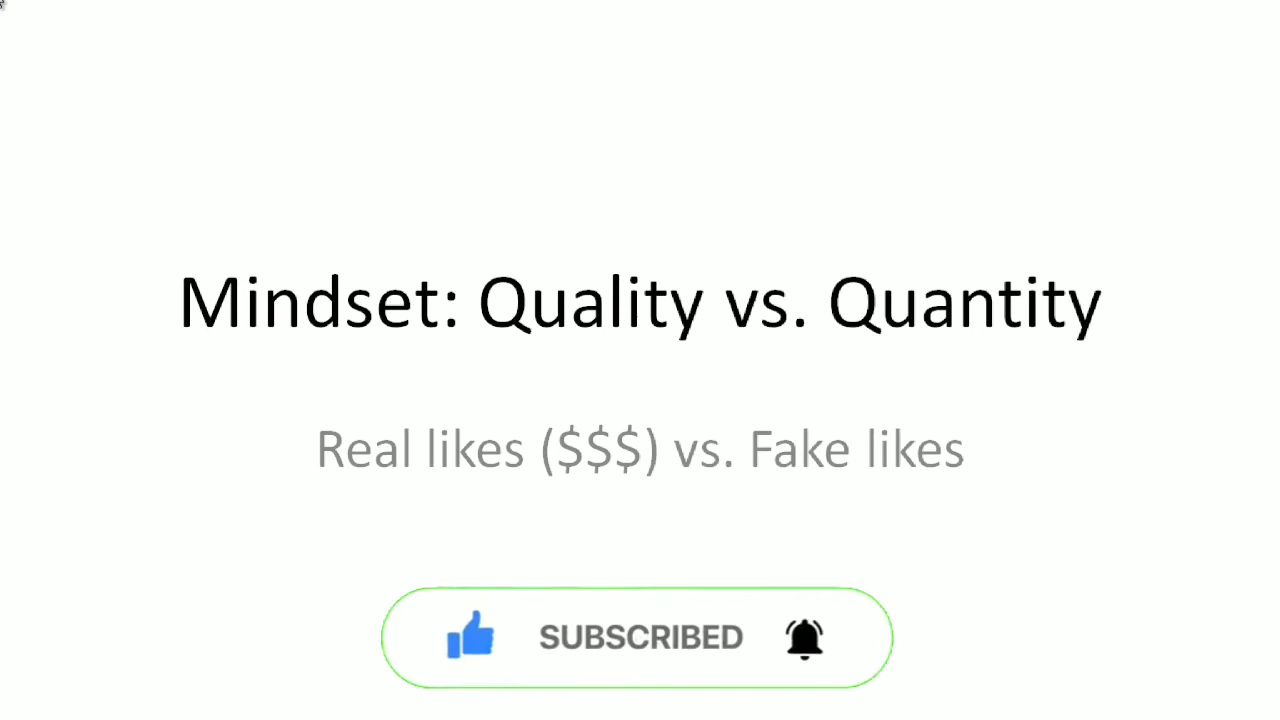 Mindset: Quality vs. Quantity
Real likes ($$$) vs. Fake likes
SUBSCRIBED